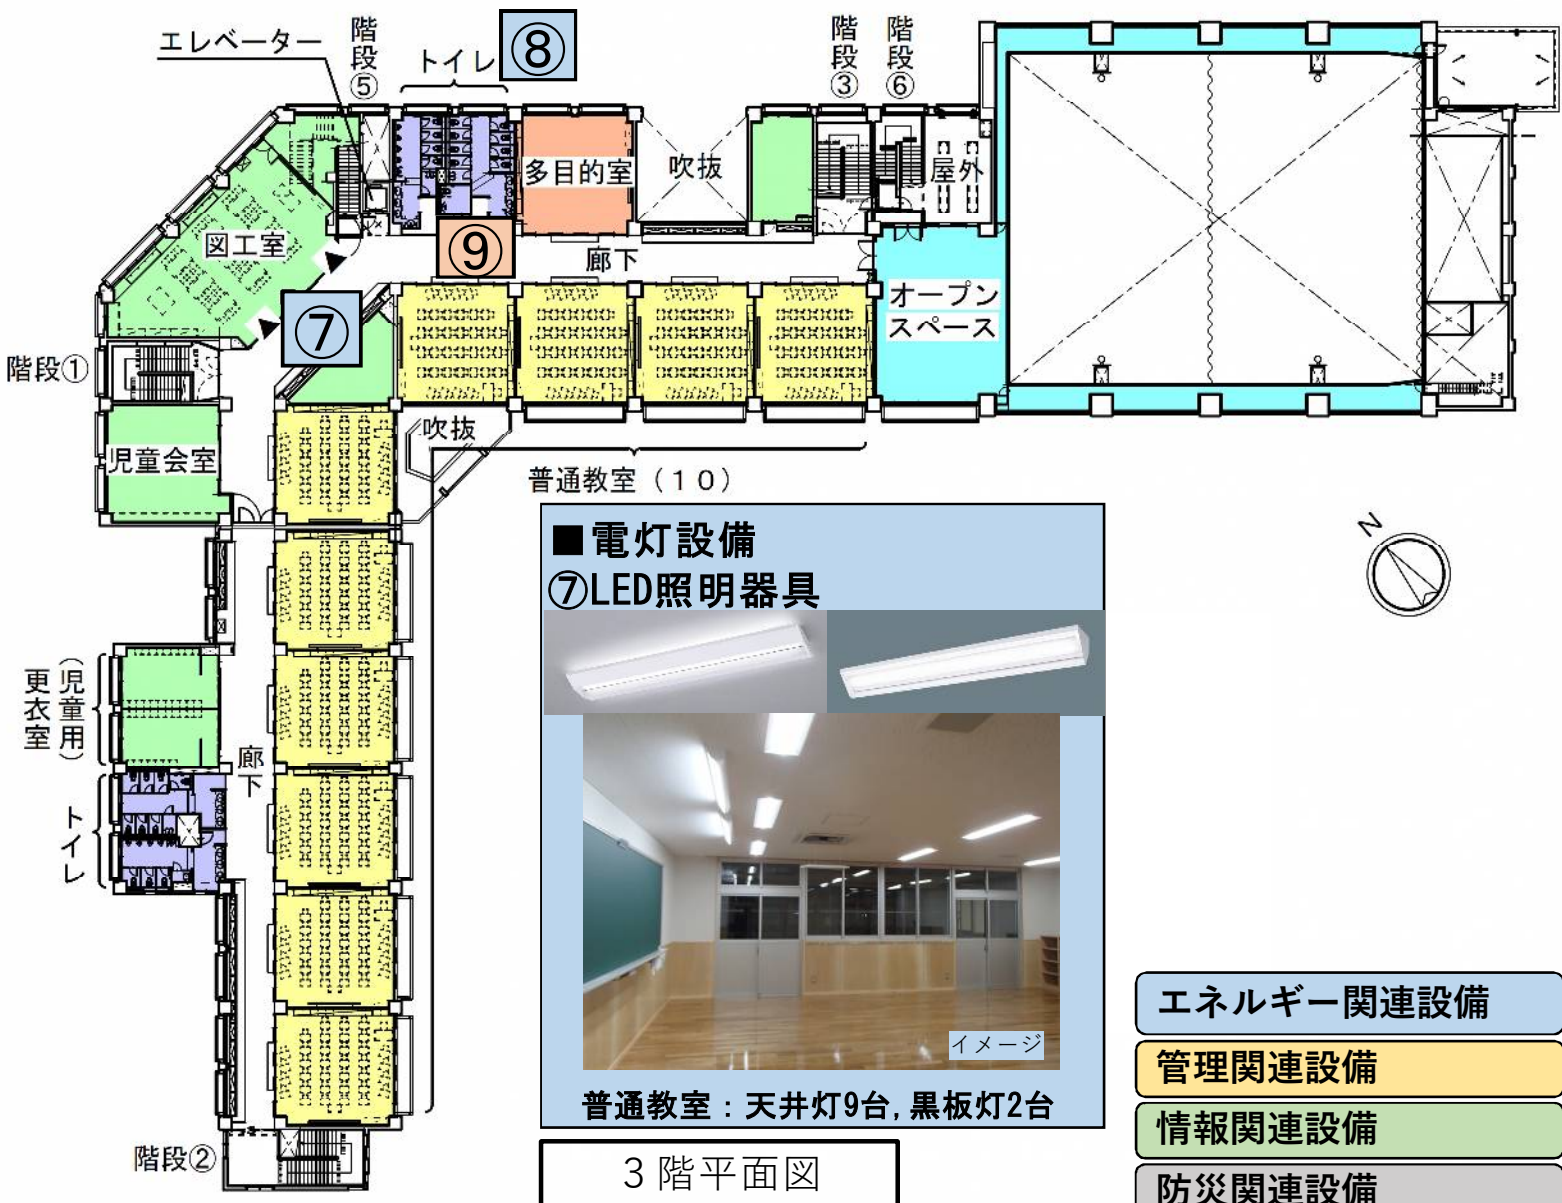 エレベーター
階段⑤
トイレ
⑧
階段③
階段⑥
多目的室
吹抜
屋外
図工室
⑨
廊下
オープン
スペース
⑦
階段①
児童会室
吹抜
普通教室（１０）
■電灯設備
⑦LED照明器具
N
更衣室
（児童用）
廊下
トイレ
イメージ
普通教室：天井灯9台,黒板灯2台
階段②
３階平面図
エネルギー関連設備
管理関連設備
情報関連設備
防災関連設備